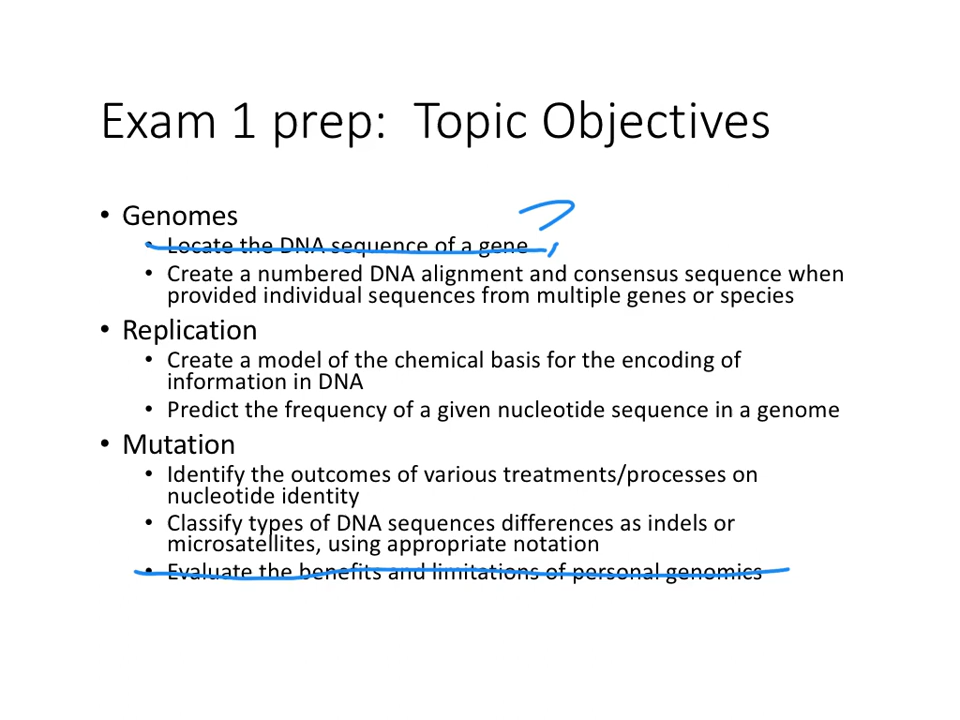 Exam 1 prep: Topic Objectives
• Genomes
• Locate the DNA sequence of a gene
?
• Create a numbered DNA alignment and consensus sequence when
provided individual sequences from multiple genes or species
• Replication
• Create a model of the chemical basis for the encoding of
information in DNA
• Predict the frequency of a given nucleotide sequence in a genome
• Mutation
• Identify the outcomes of various treatments/processes on
nucleotide identity
• Classify types of DNA sequences differences as indels or
microsatellites, using appropriate notation
• Evaluate the benefits and limitations of personal genomics